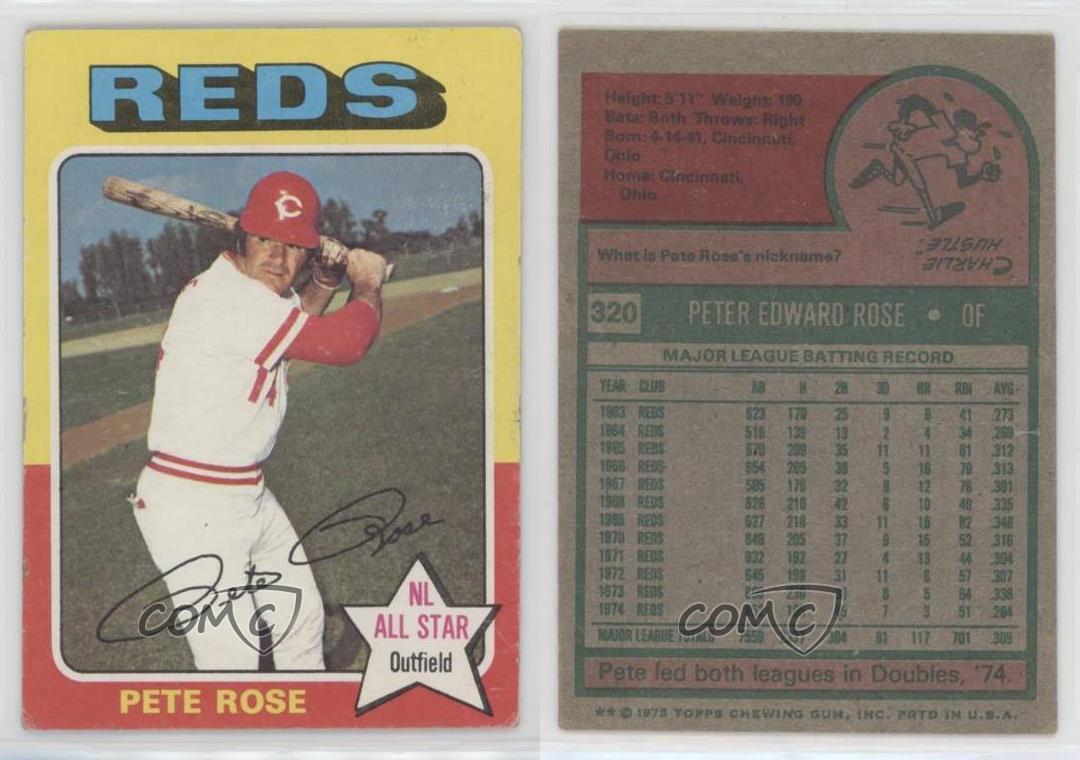 REDS
C
14
Pete Rose
NL
ALL STAR
Outfield
PETE ROSE
COMC
Height: 5'11" Weight: 190
Bats: Both Throws: Right
Born: 4-14-41, Cincinnati,
Ohio
Home: Cincinnati,
Ohio
What is Pete Rose's nickname?
"CHARLIE
HUSTLE."
320 PETER EDWARD ROSE • OF
MAJOR LEAGUE BATTING RECORD
YEAR CLUB AB H 2B 3B HR RBI AVG.
1963 REDS 623 170 25 9 6 41 .273
1964 REDS 516 139 13 2 4 34 .269
1965 REDS 670 209 35 11 11 81 .312
1966 REDS 654 205 38 5 16 70 .313
1967 REDS 585 176 32 8 12 76 .301
1968 REDS 626 210 42 6 10 49 .335
1969 REDS 627 218 33 11 16 82 .348
1970 REDS 649 205 37 9 15 52 .316
1971 REDS 632 192 27 4 13 44 .304
1972 REDS 645 198 31 11 6 57 .307
1973 REDS 230 8 5 64 .338
1974 REDS 7 3 51 .284
MAJOR LEAGUE TOTALS 7559 91 117 701 .309
COMC
Pete led both leagues in Doubles, '74.
** © 1975 TOPPS CHEWING GUM, INC. PRTD IN U.S.A.